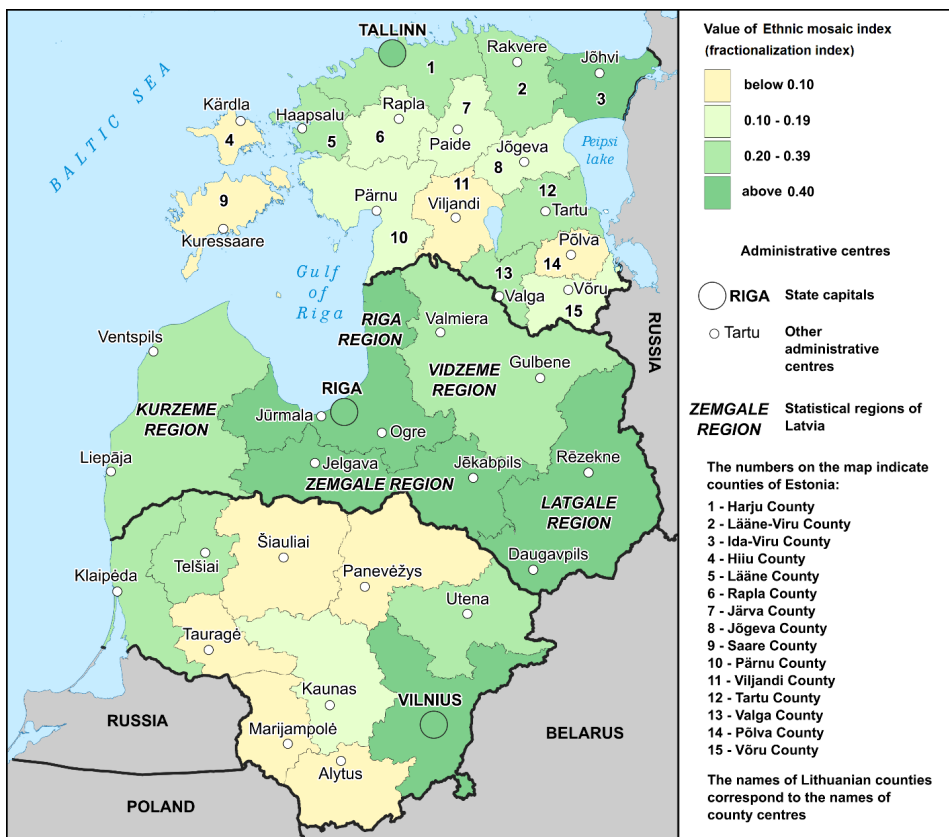 TALLINN
Rakvere
Jõhvi
1
2
3
BALTIC SEA
Kärdla
Haapsalu
Rapla
7
4
5
6
Paide
Jõgeva
8
Peipsi
lake
9
Kuressaare
Pärnu
11
Viljandi
12
Tartu
10
Põlva
14
13
Valga
Võru
15
Gulf
of
Riga
RUSSIA
Ventspils
RIGA
REGION
Valmiera
VIDZEME
REGION
Gulbene
RIGA
Jūrmala
KURZEME
REGION
Ogre
Liepāja
Jelgava
ZEMGALE REGION
Jēkabpils
Rēzekne
LATGALE
REGION
Daugavpils
Šiauliai
Telšiai
Klaipėda
Panevėžys
Utena
Tauragė
Kaunas
VILNIUS
Marijampolė
Alytus
RUSSIA
POLAND
BELARUS
Value of Ethnic mosaic index
(fractionalization index)
below 0.10
0.10 - 0.19
0.20 - 0.39
above 0.40
Administrative centres
RIGA State capitals
Tartu Other
administrative
centres
ZEMGALE Statistical regions of
REGION Latvia
The numbers on the map indicate
counties of Estonia:
1 - Harju County
2 - Lääne-Viru County
3 - Ida-Viru County
4 - Hiiu County
5 - Lääne County
6 - Rapla County
7 - Järva County
8 - Jõgeva County
9 - Saare County
10 - Pärnu County
11 - Viljandi County
12 - Tartu County
13 - Valga County
14 - Põlva County
15 - Võru County
The names of Lithuanian counties
correspond to the names of
county centres